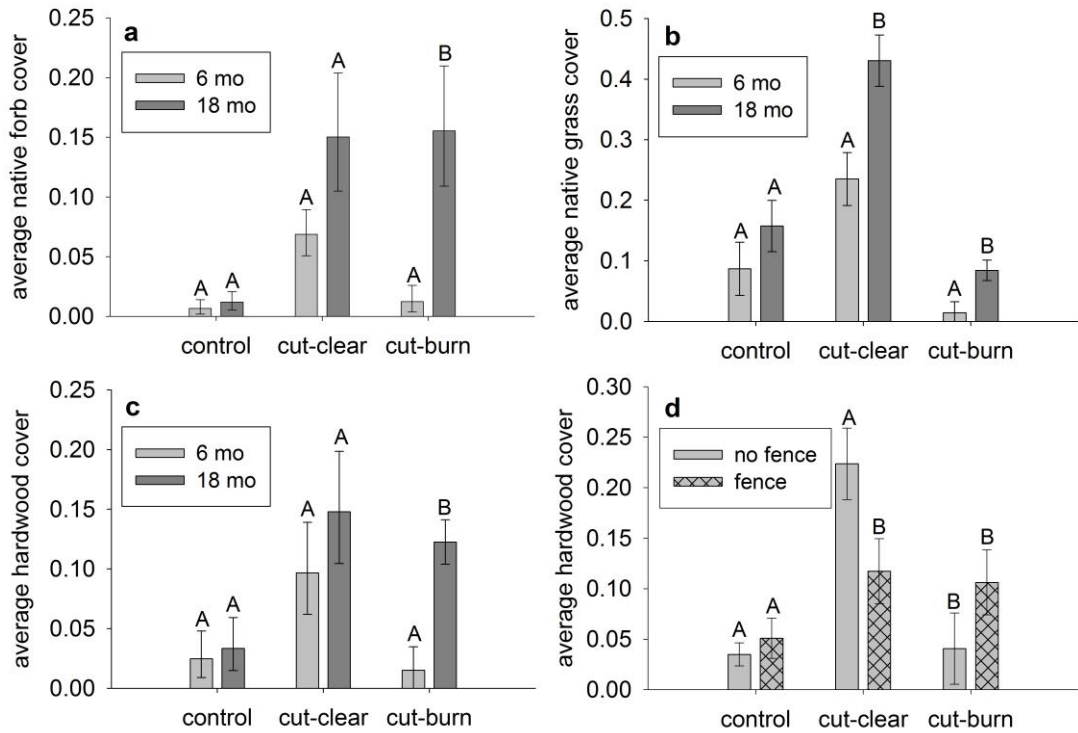 a
6 mo
18 mo
average native forb cover
0.25
0.20
0.15
0.10
0.05
0.00
A
A
A
A
A
B
control
cut-clear
cut-burn
b
6 mo
18 mo
average native grass cover
0.5
0.4
0.3
0.2
0.1
0.0
A
A
A
B
A
B
control
cut-clear
cut-burn
c
6 mo
18 mo
average hardwood cover
0.25
0.20
0.15
0.10
0.05
0.00
A
A
A
A
A
B
control
cut-clear
cut-burn
d
no fence
fence
average hardwood cover
0.30
0.25
0.20
0.15
0.10
0.05
0.00
A
A
A
B
B
B
control
cut-clear
cut-burn